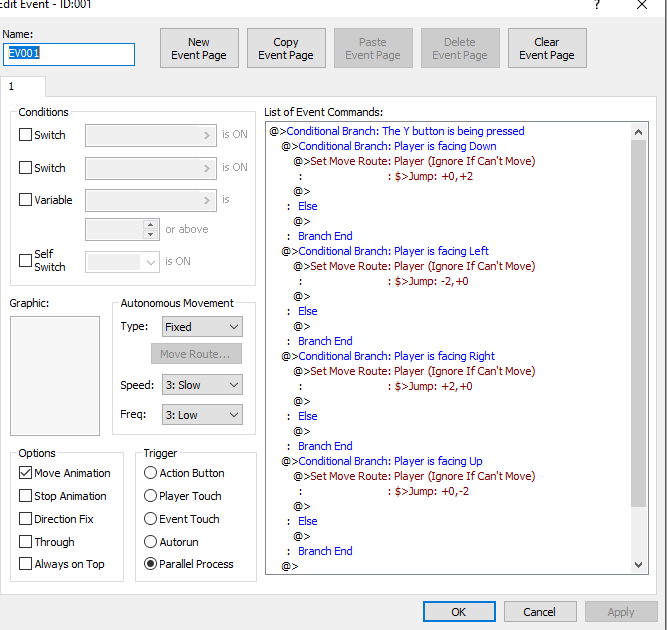 Edit Event - ID:001
?
Name:
EV001
New
Event Page
Copy
Event Page
Paste
Event Page
Delete
Event Page
Clear
Event Page
1
Conditions
Switch
is ON
Switch
is ON
Variable
is
or above
Self
Switch
is ON
Graphic:
Autonomous Movement
Type:
Fixed
Move Route...
Speed:
3: Slow
Freq:
3: Low
Options
Move Animation
Stop Animation
Direction Fix
Through
Always on Top
Trigger
Action Button
Player Touch
Event Touch
Autorun
Parallel Process
List of Event Commands:
@>Conditional Branch: The Y button is being pressed
@>Conditional Branch: Player is facing Down
@>Set Move Route: Player (Ignore If Can't Move)
: : $>Jump: +0,+2
@>
: Else
@>
: Branch End
@>Conditional Branch: Player is facing Left
@>Set Move Route: Player (Ignore If Can't Move)
: : $>Jump: -2,+0
@>
: Else
@>
: Branch End
@>Conditional Branch: Player is facing Right
@>Set Move Route: Player (Ignore If Can't Move)
: : $>Jump: +2,+0
@>
: Else
@>
: Branch End
@>Conditional Branch: Player is facing Up
@>Set Move Route: Player (Ignore If Can't Move)
: : $>Jump: +0,-2
@>
: Else
@>
: Branch End
@>
OK
Cancel
Apply